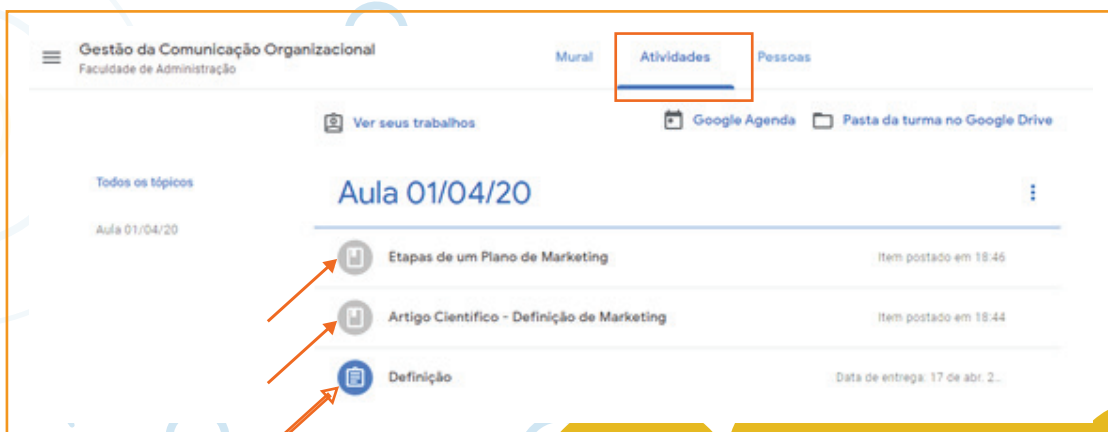 Gestão da Comunicação Organizacional
Faculdade de Administração
Mural Atividades Pessoas
Ver seus trabalhos Google Agenda Pasta da turma no Google Drive
Todos os tópicos
Aula 01/04/20
Aula 01/04/20
Etapas de um Plano de Marketing Item postado em 18:46
Artigo Cientifico - Definição de Marketing Item postado em 18:44
Definição Data de entrega: 17 de abr. 2...